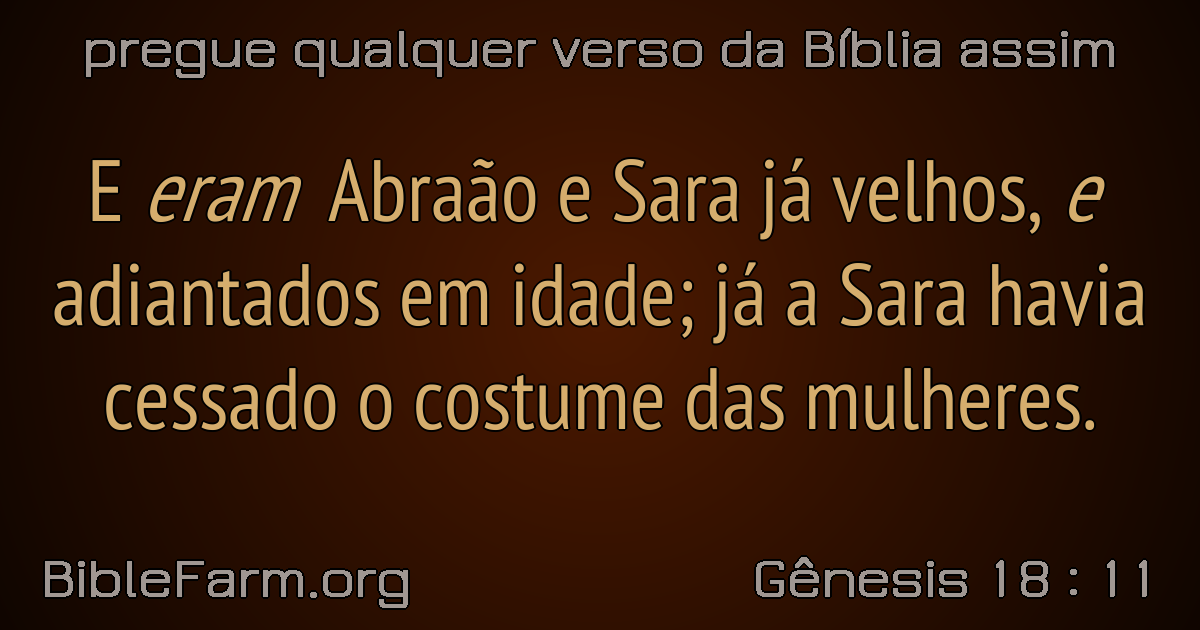 pregue qualquer verso da Bíblia assim
E eram Abraão e Sara já velhos, e
adiantados em idade; já a Sara havia
cessado o costume das mulheres.
BibleFarm.org
Gênesis 18 : 11